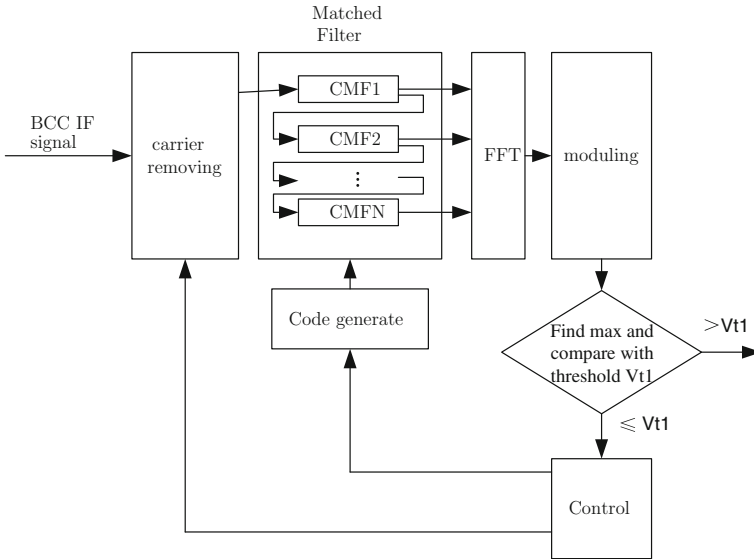 Matched
Filter
BCC IF
signal
carrier
removing
CMF1
CMF2
⋮
CMFN
FFT
moduling
Code generate
Find max and
compare with
threshold Vt1
>Vt1
⩽ Vt1
Control